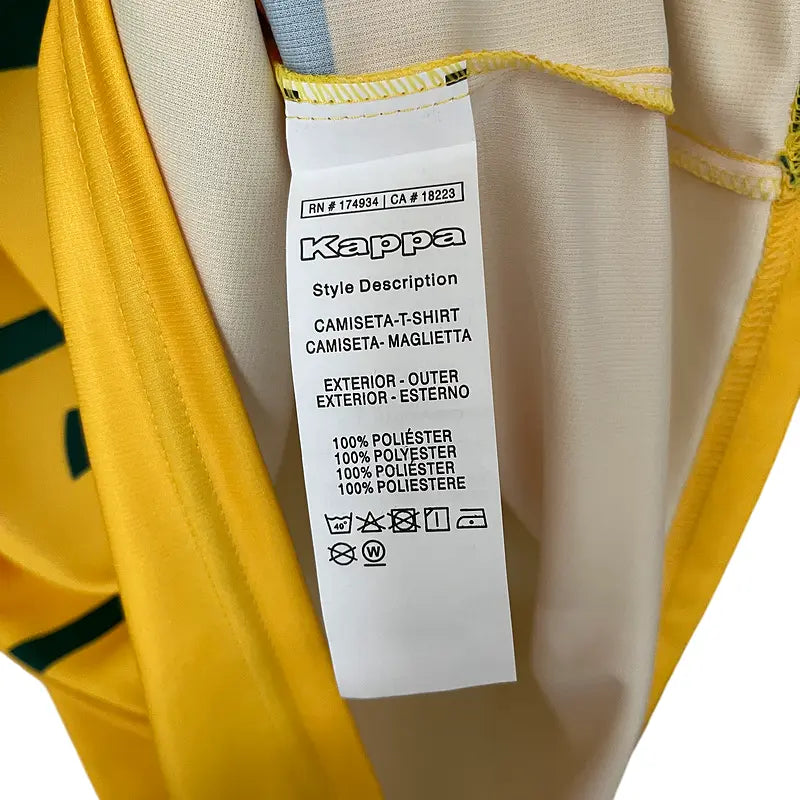 RN # 174934 | CA # 18223
Kappa
Style Description
CAMISETA-T-SHIRT
CAMISETA- MAGLIETTA
EXTERIOR - OUTER
EXTERIOR - ESTERNO
100% POLIÉSTER
100% POLYESTER
100% POLIÉSTER
100% POLIESTERE
40°
W